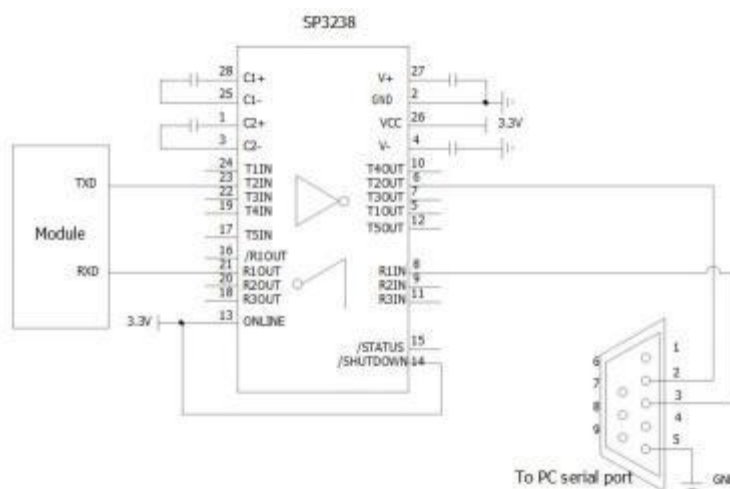 SP3238
28 C1+ V+ 27
25 C1- GND 2
1 C2+ VCC 26 3.3V
3 C2- V- 4
24 T1IN T4OUT 10
TXD 23 T2IN T2OUT 6
22 T3IN T3OUT 7
19 T4IN T1OUT 5
17 T5IN T5OUT 12
Module
16 /R1OUT
RXD 21 R1OUT R1IN 8
20 R2OUT R2IN 9
18 R3OUT R3IN 11
3.3V 13 ONLINE
/STATUS 15
/SHUTDOWN 14
1
6
2
7
3
8
4
9
5
To PC serial port
GN